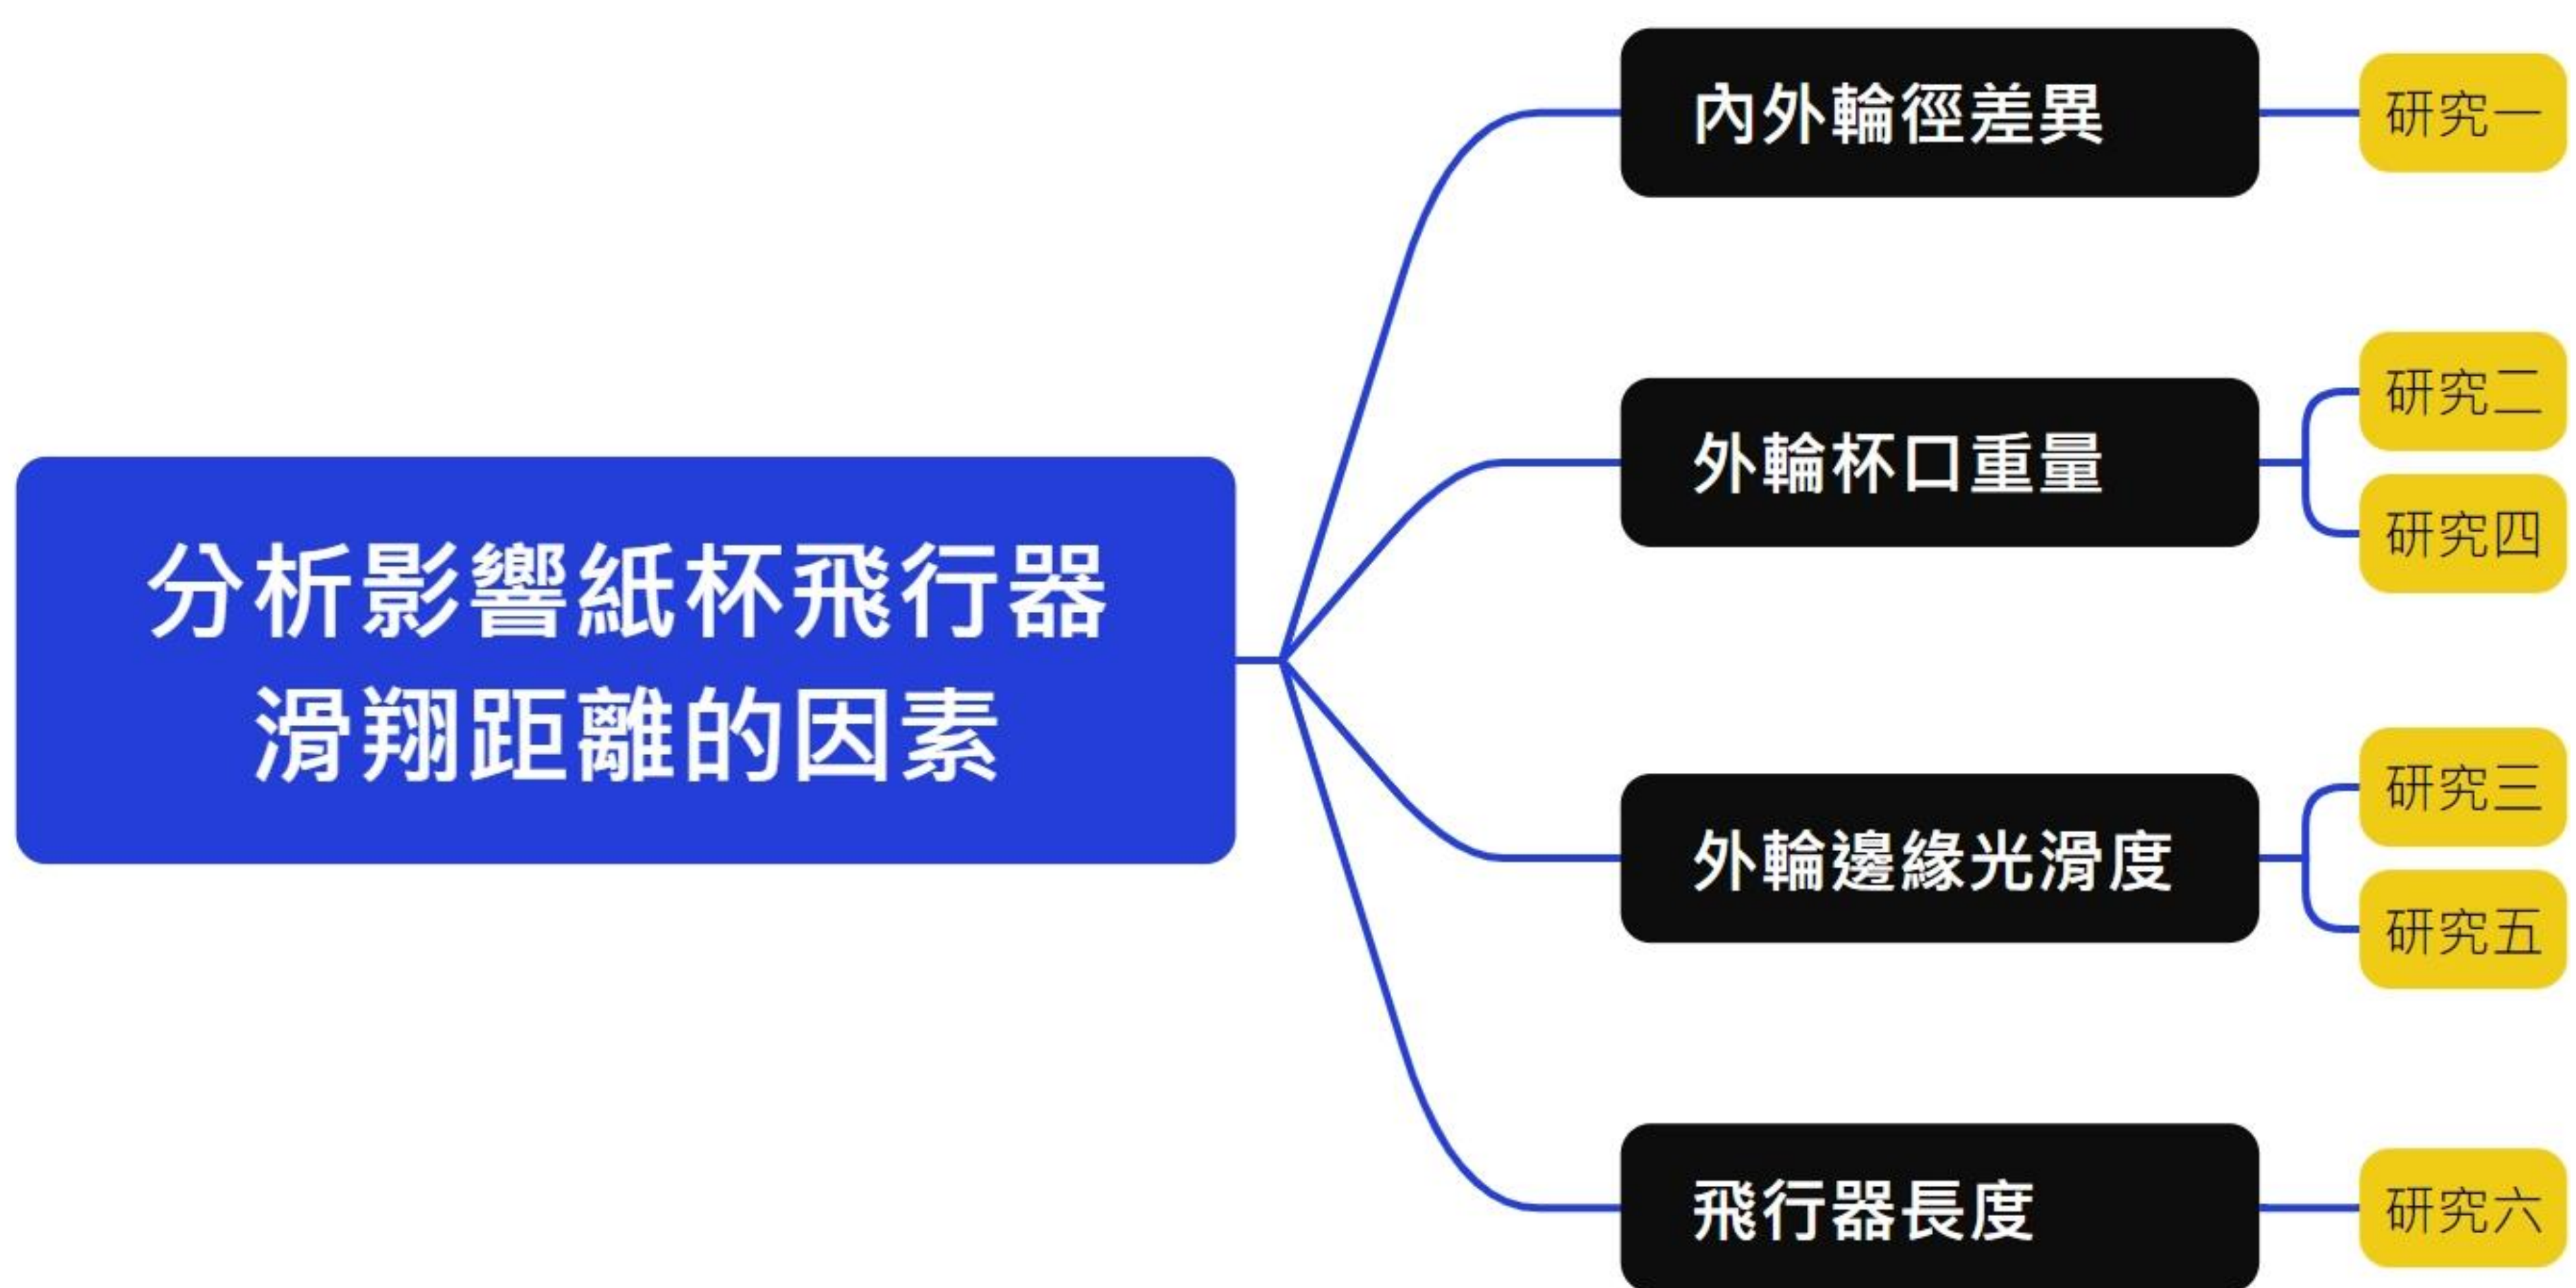 分析影響紙杯飛行器
滑翔距離的因素
內外輪徑差異
研究一
外輪杯口重量
研究二
研究四
外輪邊緣光滑度
研究三
研究五
飛行器長度
研究六